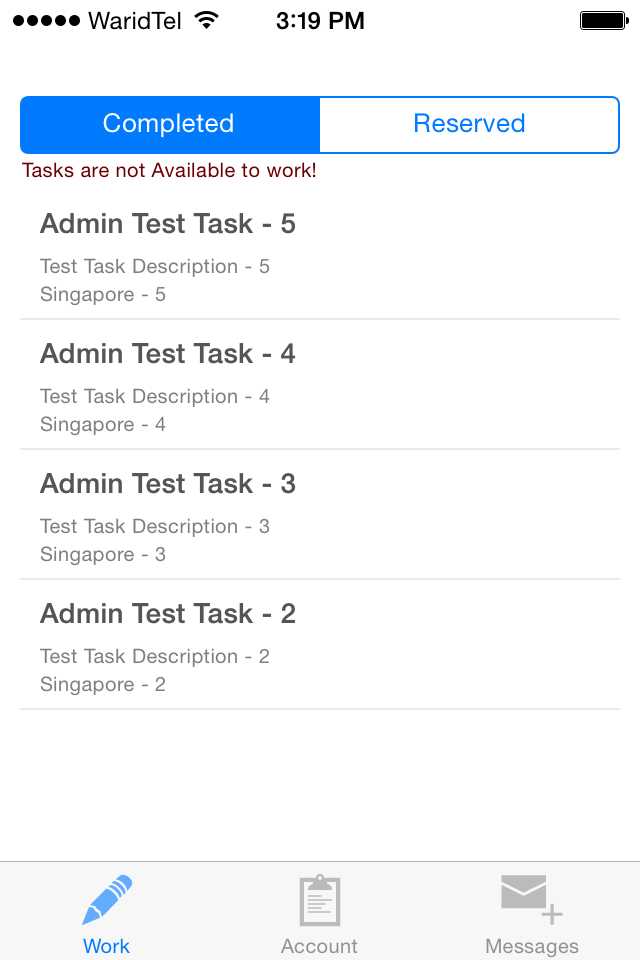 WaridTel 3:19 PM
Completed Reserved
Tasks are not Available to work!
Admin Test Task - 5
Test Task Description - 5
Singapore - 5
Admin Test Task - 4
Test Task Description - 4
Singapore - 4
Admin Test Task - 3
Test Task Description - 3
Singapore - 3
Admin Test Task - 2
Test Task Description - 2
Singapore - 2
Work Account Messages